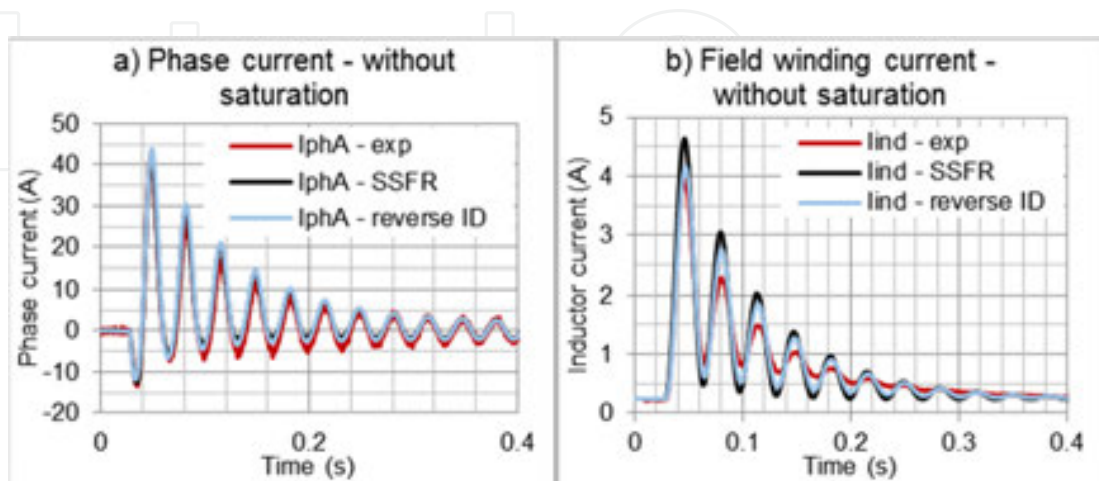 a) Phase current - without
saturation
50
40
30
20
10
0
-10
-20
Phase current (A)
IphA - exp
IphA - SSFR
IphA - reverse ID
0
0.2
0.4
Time (s)
b) Field winding current -
without saturation
5
4
3
2
1
0
Inductor current (A)
Iind - exp
Iind - SSFR
Iind - reverse ID
0
0.1
0.2
0.3
0.4
Time (s)